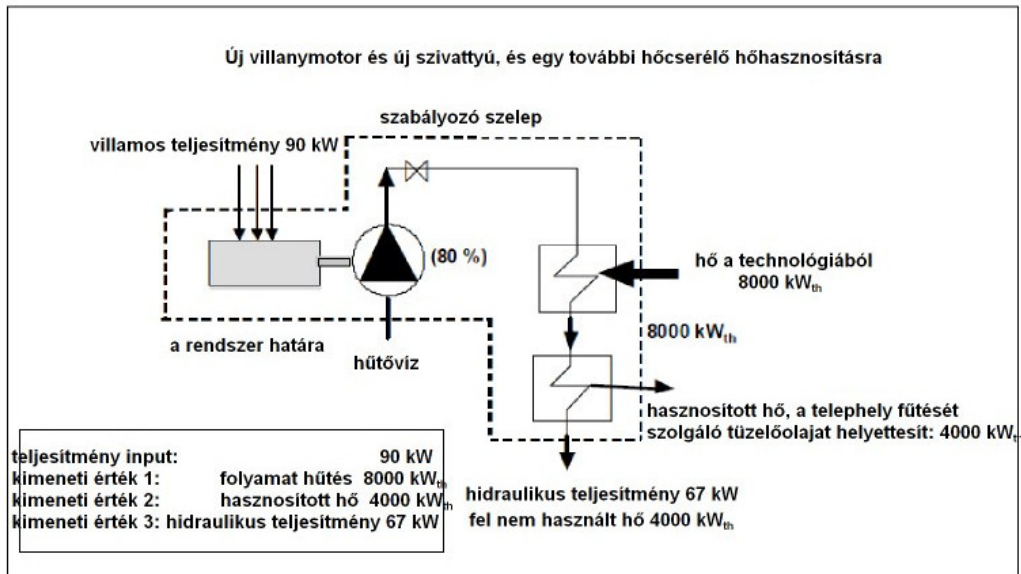 Új villanymotor és új szivattyú, és egy további hőcserélő hőhasznosításra
szabályozó szelep
villamos teljesítmény 90 kW
(80 %)
hő a technológiából
8000 kWth
8000 kWth
a rendszer határa
hűtővíz
hasznosított hő, a telephely fűtését
szolgáló tüzelőolajat helyettesít: 4000 kWt
teljesítmény input: 90 kW
kimeneti érték 1: folyamat hűtés 8000 kWth
kimeneti érték 2: hasznosított hő 4000 kWth
kimeneti érték 3: hidraulikus teljesítmény 67 kW
hidraulikus teljesítmény 67 kW
fel nem használt hő 4000 kWth